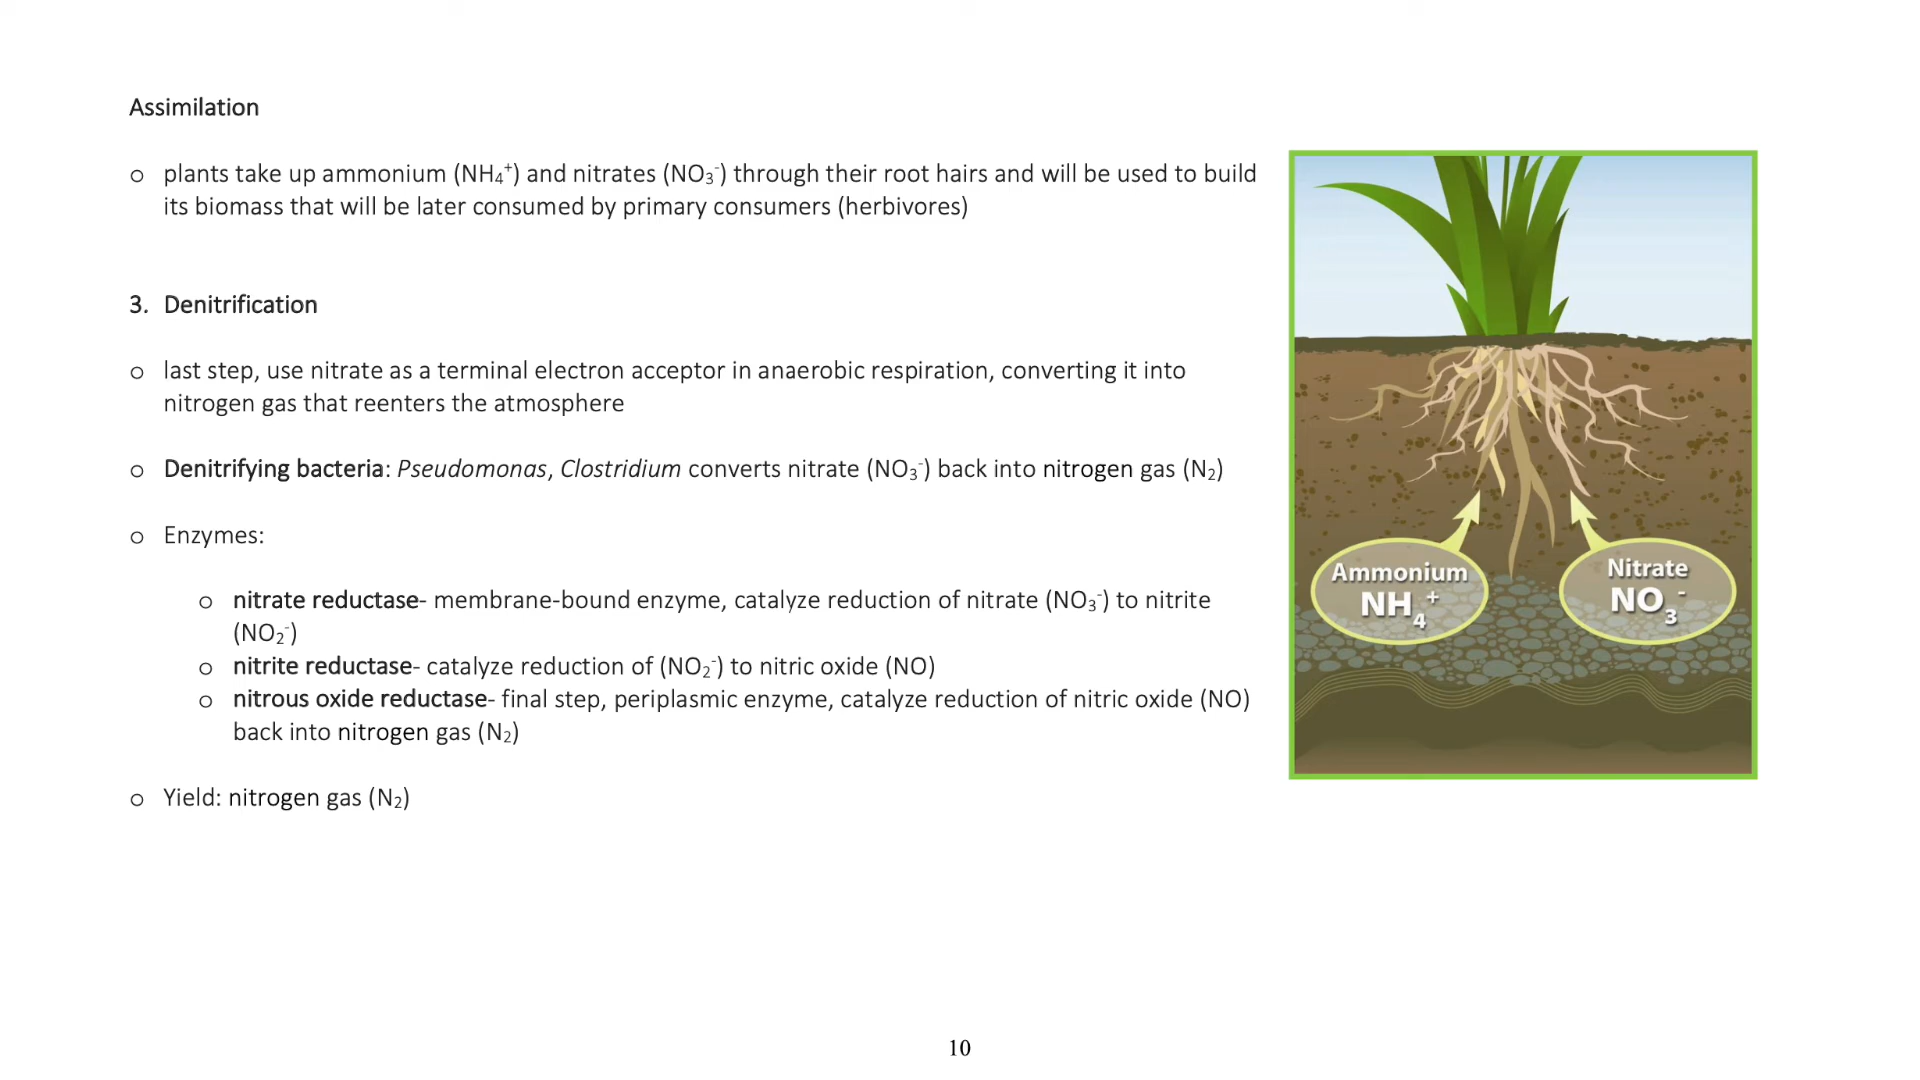 Assimilation
o plants take up ammonium (NH₄⁺) and nitrates (NO₃⁻) through their root hairs and will be used to build
its biomass that will be later consumed by primary consumers (herbivores)
3. Denitrification
o last step, use nitrate as a terminal electron acceptor in anaerobic respiration, converting it into
nitrogen gas that reenters the atmosphere
o Denitrifying bacteria: Pseudomonas, Clostridium converts nitrate (NO₃⁻) back into nitrogen gas (N₂)
o Enzymes:
o nitrate reductase- membrane-bound enzyme, catalyze reduction of nitrate (NO₃⁻) to nitrite
(NO₂⁻)
o nitrite reductase- catalyze reduction of (NO₂⁻) to nitric oxide (NO)
o nitrous oxide reductase- final step, periplasmic enzyme, catalyze reduction of nitric oxide (NO)
back into nitrogen gas (N₂)
o Yield: nitrogen gas (N₂)
Ammonium
NH₄⁺
Nitrate
NO₃⁻
10